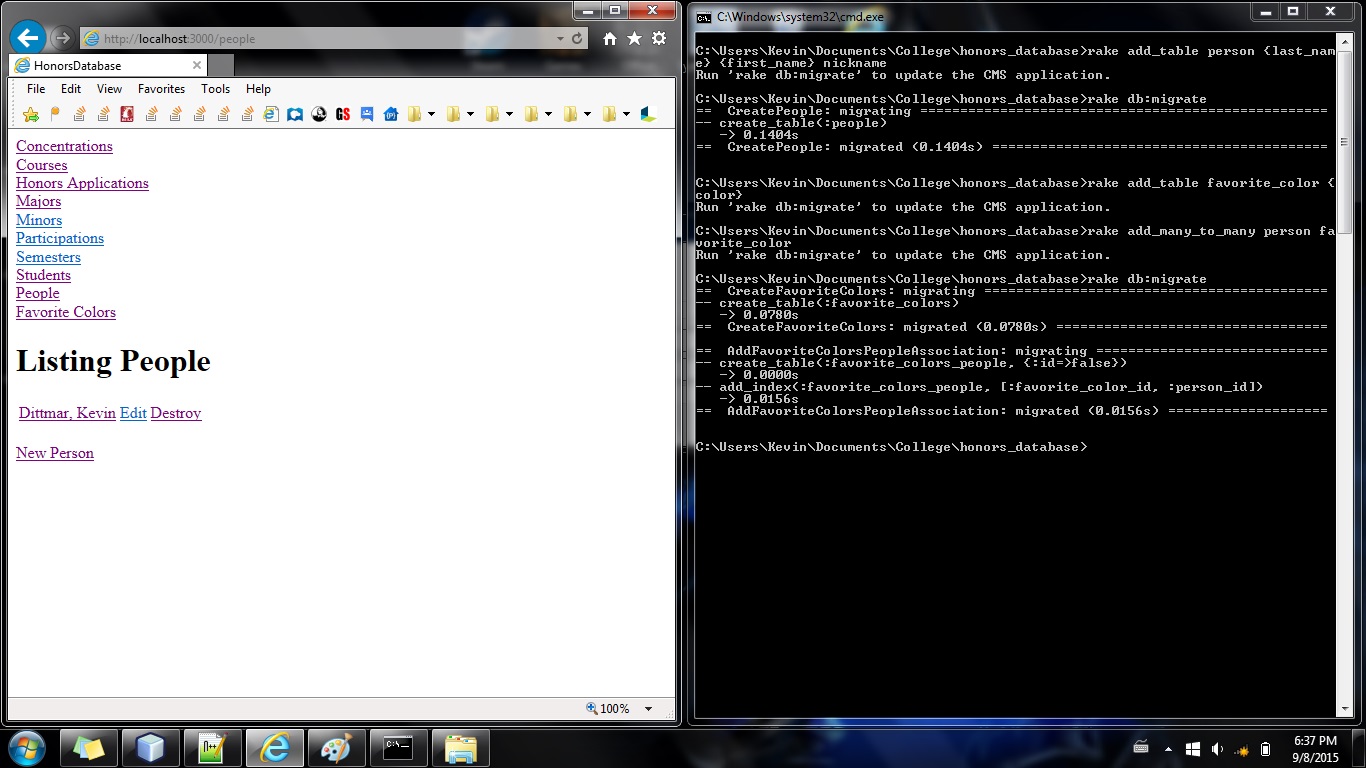 http://localhost:3000/people
HonorsDatabase
File Edit View Favorites Tools Help
GS
Concentrations
Courses
Honors Applications
Majors
Minors
Participations
Semesters
Students
People
Favorite Colors
Listing People
Dittmar, Kevin Edit Destroy
New Person
100%
C:\Windows\system32\cmd.exe
C:\Users\Kevin\Documents\College\honors_database>rake add_table person {last_nam
e} {first_name} nickname
Run 'rake db:migrate' to update the CMS application.
C:\Users\Kevin\Documents\College\honors_database>rake db:migrate
==  CreatePeople: migrating ===================================================
-- create_table(:people)
   -> 0.1404s
==  CreatePeople: migrated (0.1404s) ==========================================
C:\Users\Kevin\Documents\College\honors_database>rake add_table favorite_color {
color}
Run 'rake db:migrate' to update the CMS application.
C:\Users\Kevin\Documents\College\honors_database>rake add_many_to_many person fa
vorite_color
Run 'rake db:migrate' to update the CMS application.
C:\Users\Kevin\Documents\College\honors_database>rake db:migrate
==  CreateFavoriteColors: migrating ===========================================
-- create_table(:favorite_colors)
   -> 0.0780s
==  CreateFavoriteColors: migrated (0.0780s) ==================================
==  AddFavoriteColorsPeopleAssociation: migrating =============================
-- create_table(:favorite_colors_people, {:id=>false})
   -> 0.0000s
-- add_index(:favorite_colors_people, [:favorite_color_id, :person_id])
   -> 0.0156s
==  AddFavoriteColorsPeopleAssociation: migrated (0.0156s) ====================
C:\Users\Kevin\Documents\College\honors_database>
6:37 PM
9/8/2015